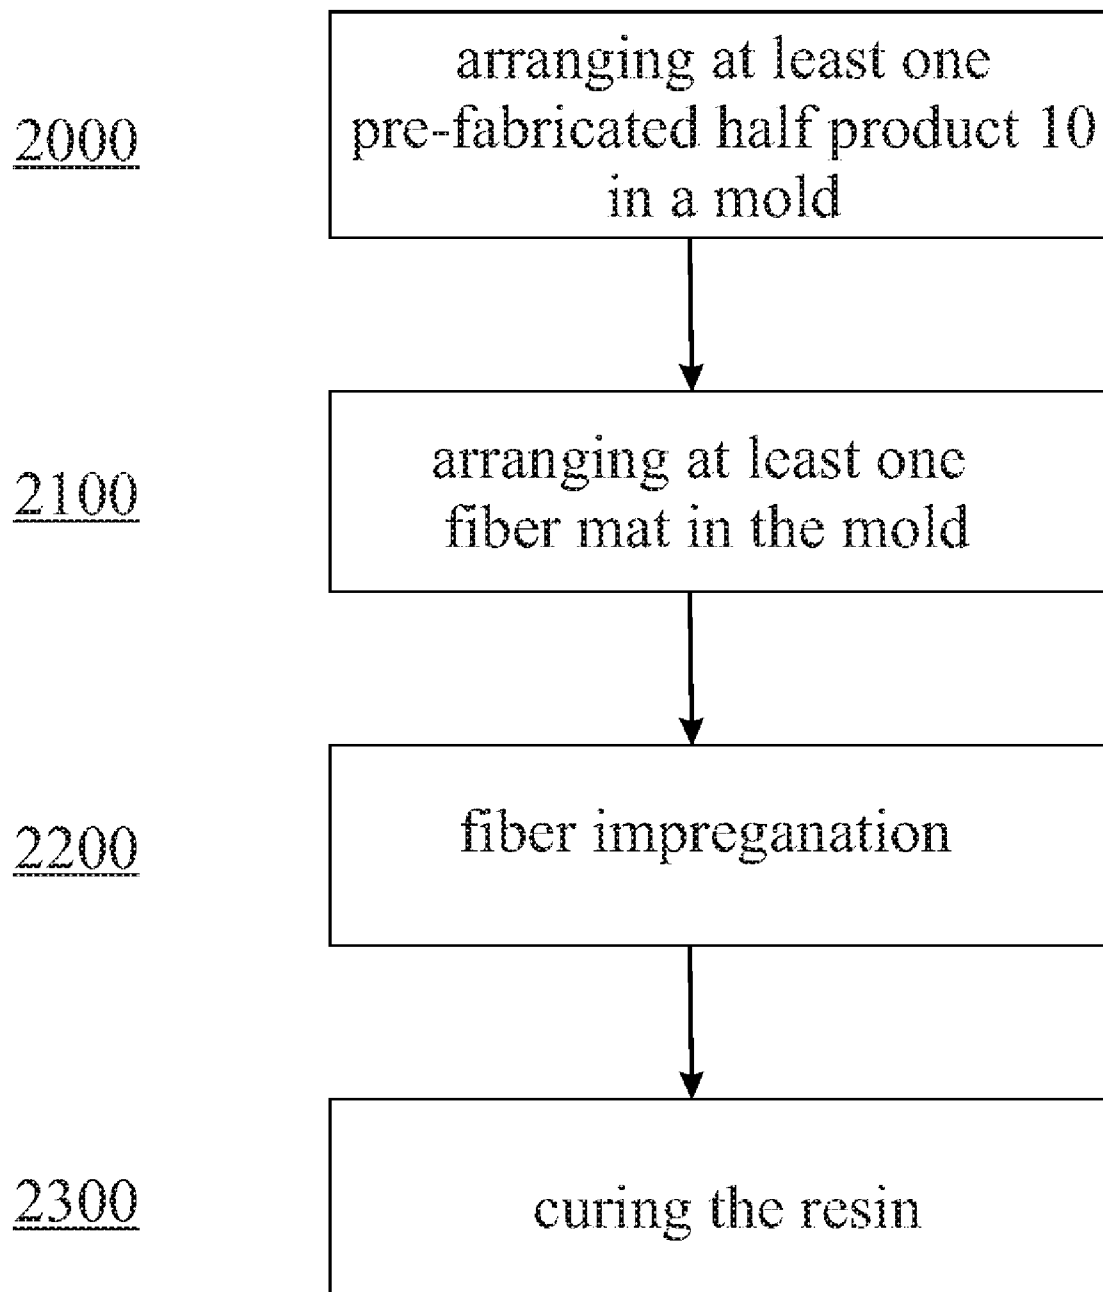 2000
arranging at least one
pre-fabricated half product 10
in a mold
2100
arranging at least one
fiber mat in the mold
2200
fiber impreganation
2300
curing the resin